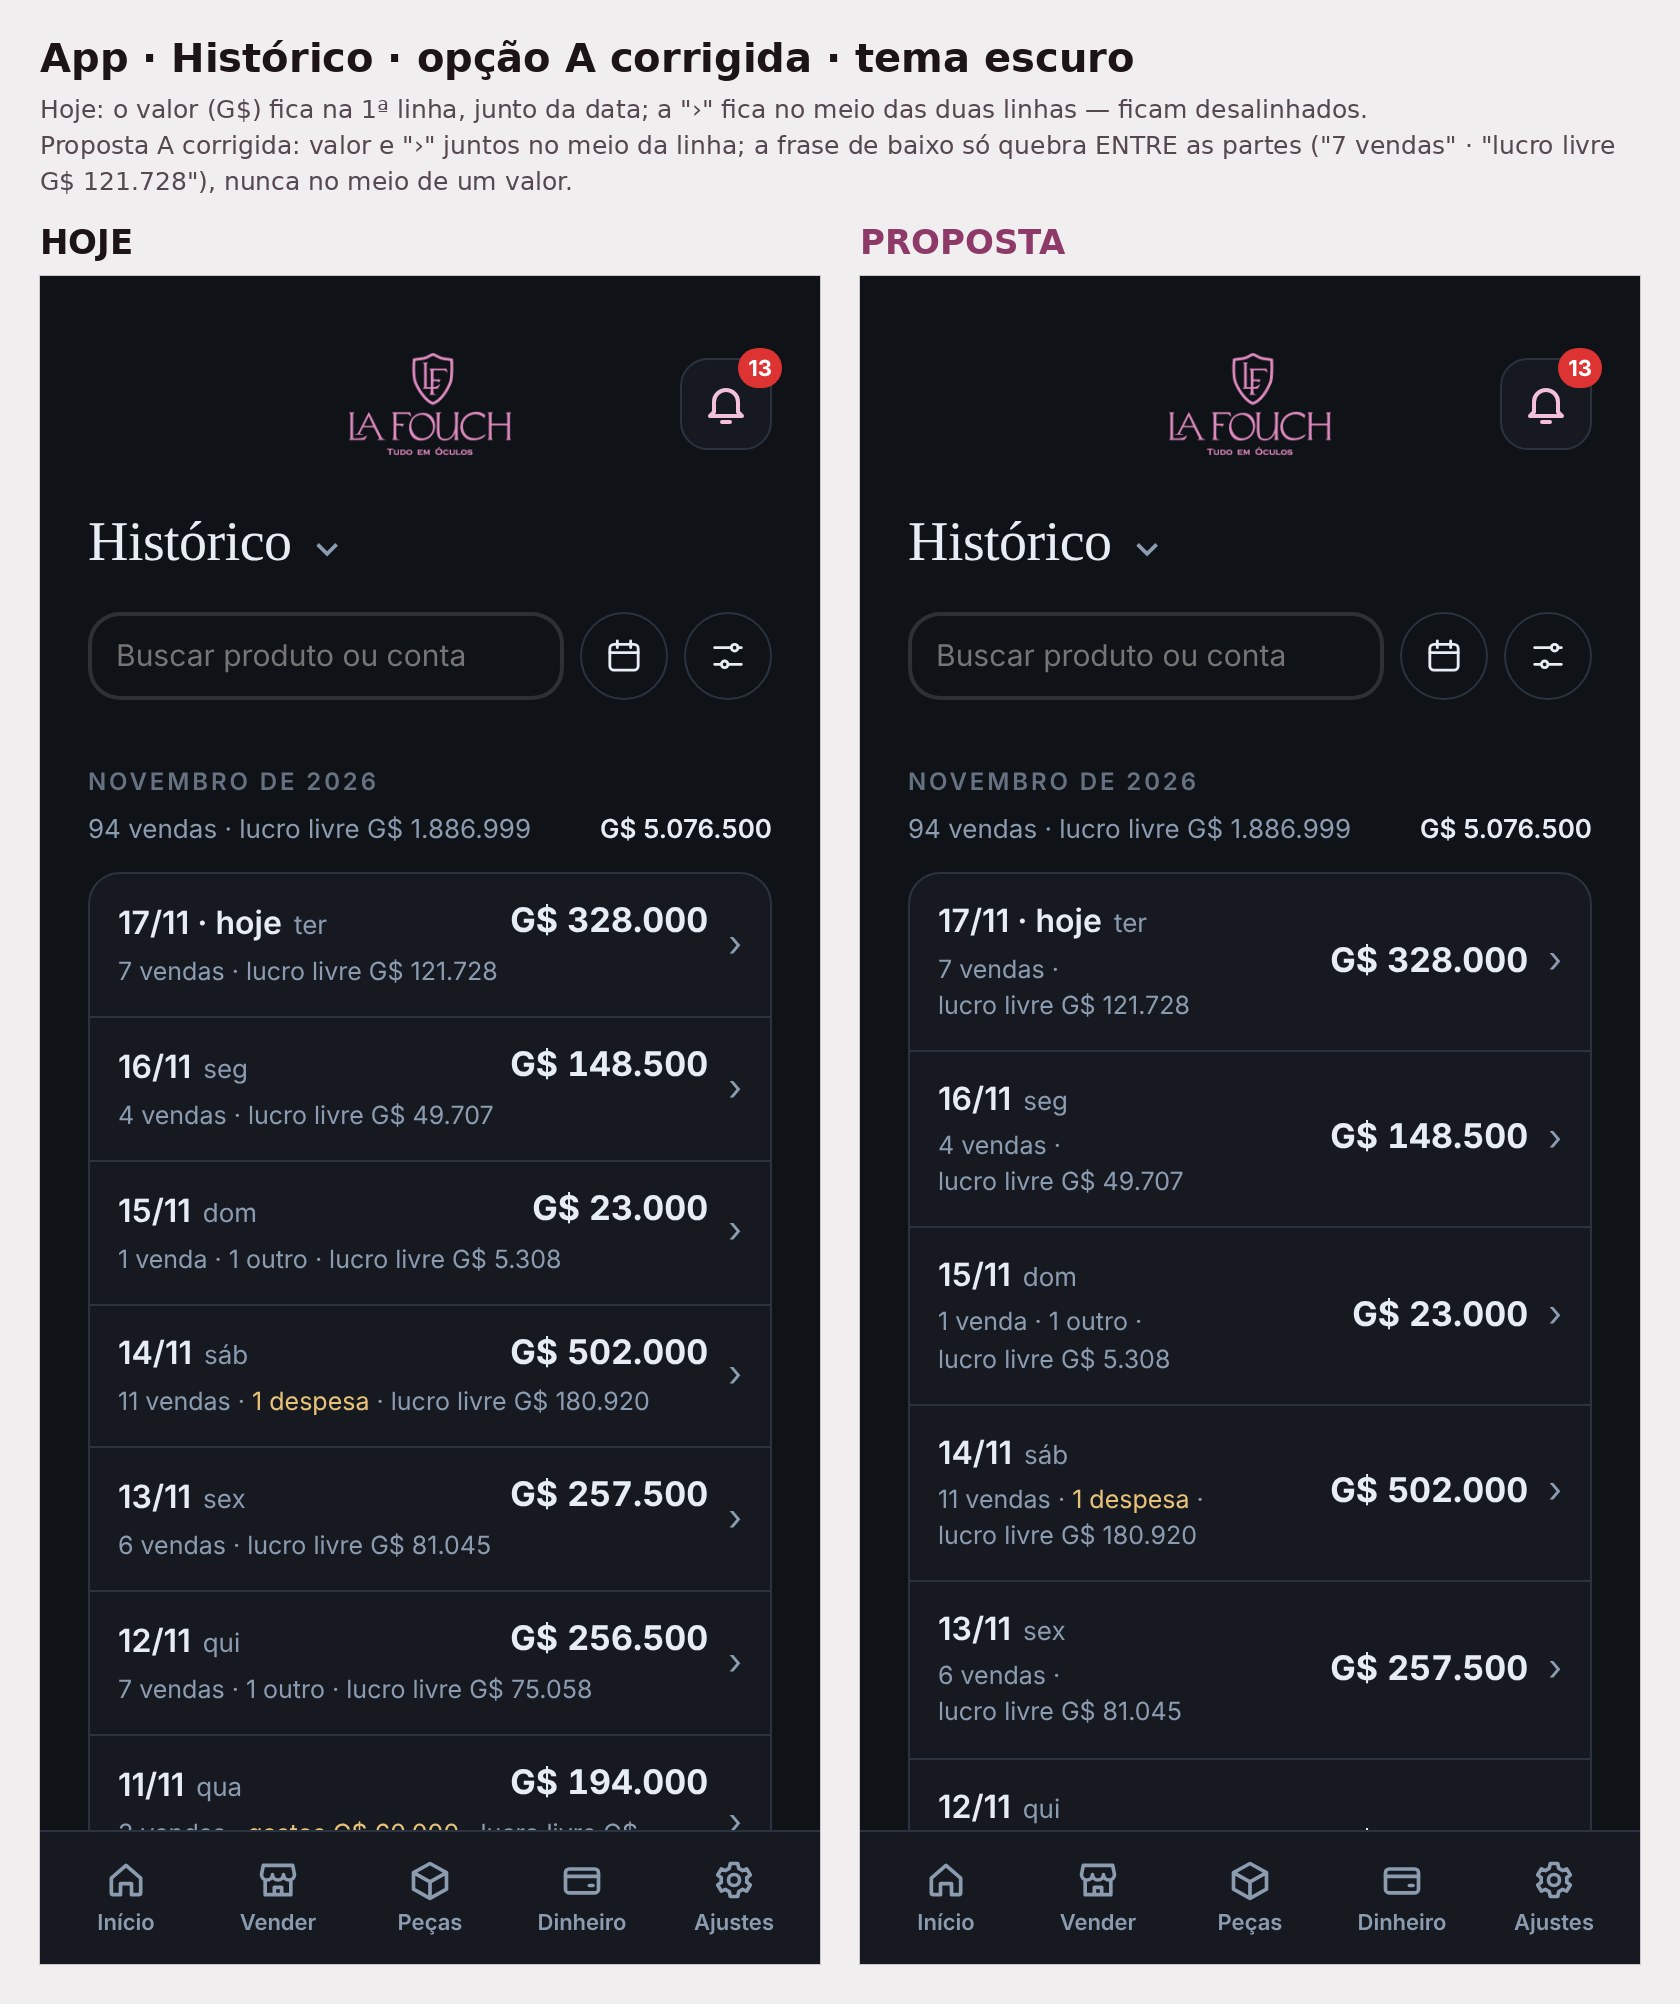 App · Histórico · opção A corrigida · tema escuro
Hoje: o valor (G$) fica na 1ª linha, junto da data; a "›" fica no meio das duas linhas — ficam desalinhados.
Proposta A corrigida: valor e "›" juntos no meio da linha; a frase de baixo só quebra ENTRE as partes ("7 vendas" · "lucro livre
G$ 121.728"), nunca no meio de um valor.
HOJE
13
LF
LA FOUCH
TUDO EM ÓCULOS
Histórico
Buscar produto ou conta
NOVEMBRO DE 2026
94 vendas · lucro livre G$ 1.886.999 G$ 5.076.500
17/11 · hoje ter G$ 328.000 ›
7 vendas · lucro livre G$ 121.728
16/11 seg G$ 148.500 ›
4 vendas · lucro livre G$ 49.707
15/11 dom G$ 23.000 ›
1 venda · 1 outro · lucro livre G$ 5.308
14/11 sáb G$ 502.000 ›
11 vendas · 1 despesa · lucro livre G$ 180.920
13/11 sex G$ 257.500 ›
6 vendas · lucro livre G$ 81.045
12/11 qui G$ 256.500 ›
7 vendas · 1 outro · lucro livre G$ 75.058
11/11 qua G$ 194.000 ›
Início Vender Peças Dinheiro Ajustes
PROPOSTA
13
LF
LA FOUCH
TUDO EM ÓCULOS
Histórico
Buscar produto ou conta
NOVEMBRO DE 2026
94 vendas · lucro livre G$ 1.886.999 G$ 5.076.500
17/11 · hoje ter
7 vendas ·
lucro livre G$ 121.728
G$ 328.000 ›
16/11 seg
4 vendas ·
lucro livre G$ 49.707
G$ 148.500 ›
15/11 dom
1 venda · 1 outro ·
lucro livre G$ 5.308
G$ 23.000 ›
14/11 sáb
11 vendas · 1 despesa ·
lucro livre G$ 180.920
G$ 502.000 ›
13/11 sex
6 vendas ·
lucro livre G$ 81.045
G$ 257.500 ›
12/11 qui
Início Vender Peças Dinheiro Ajustes